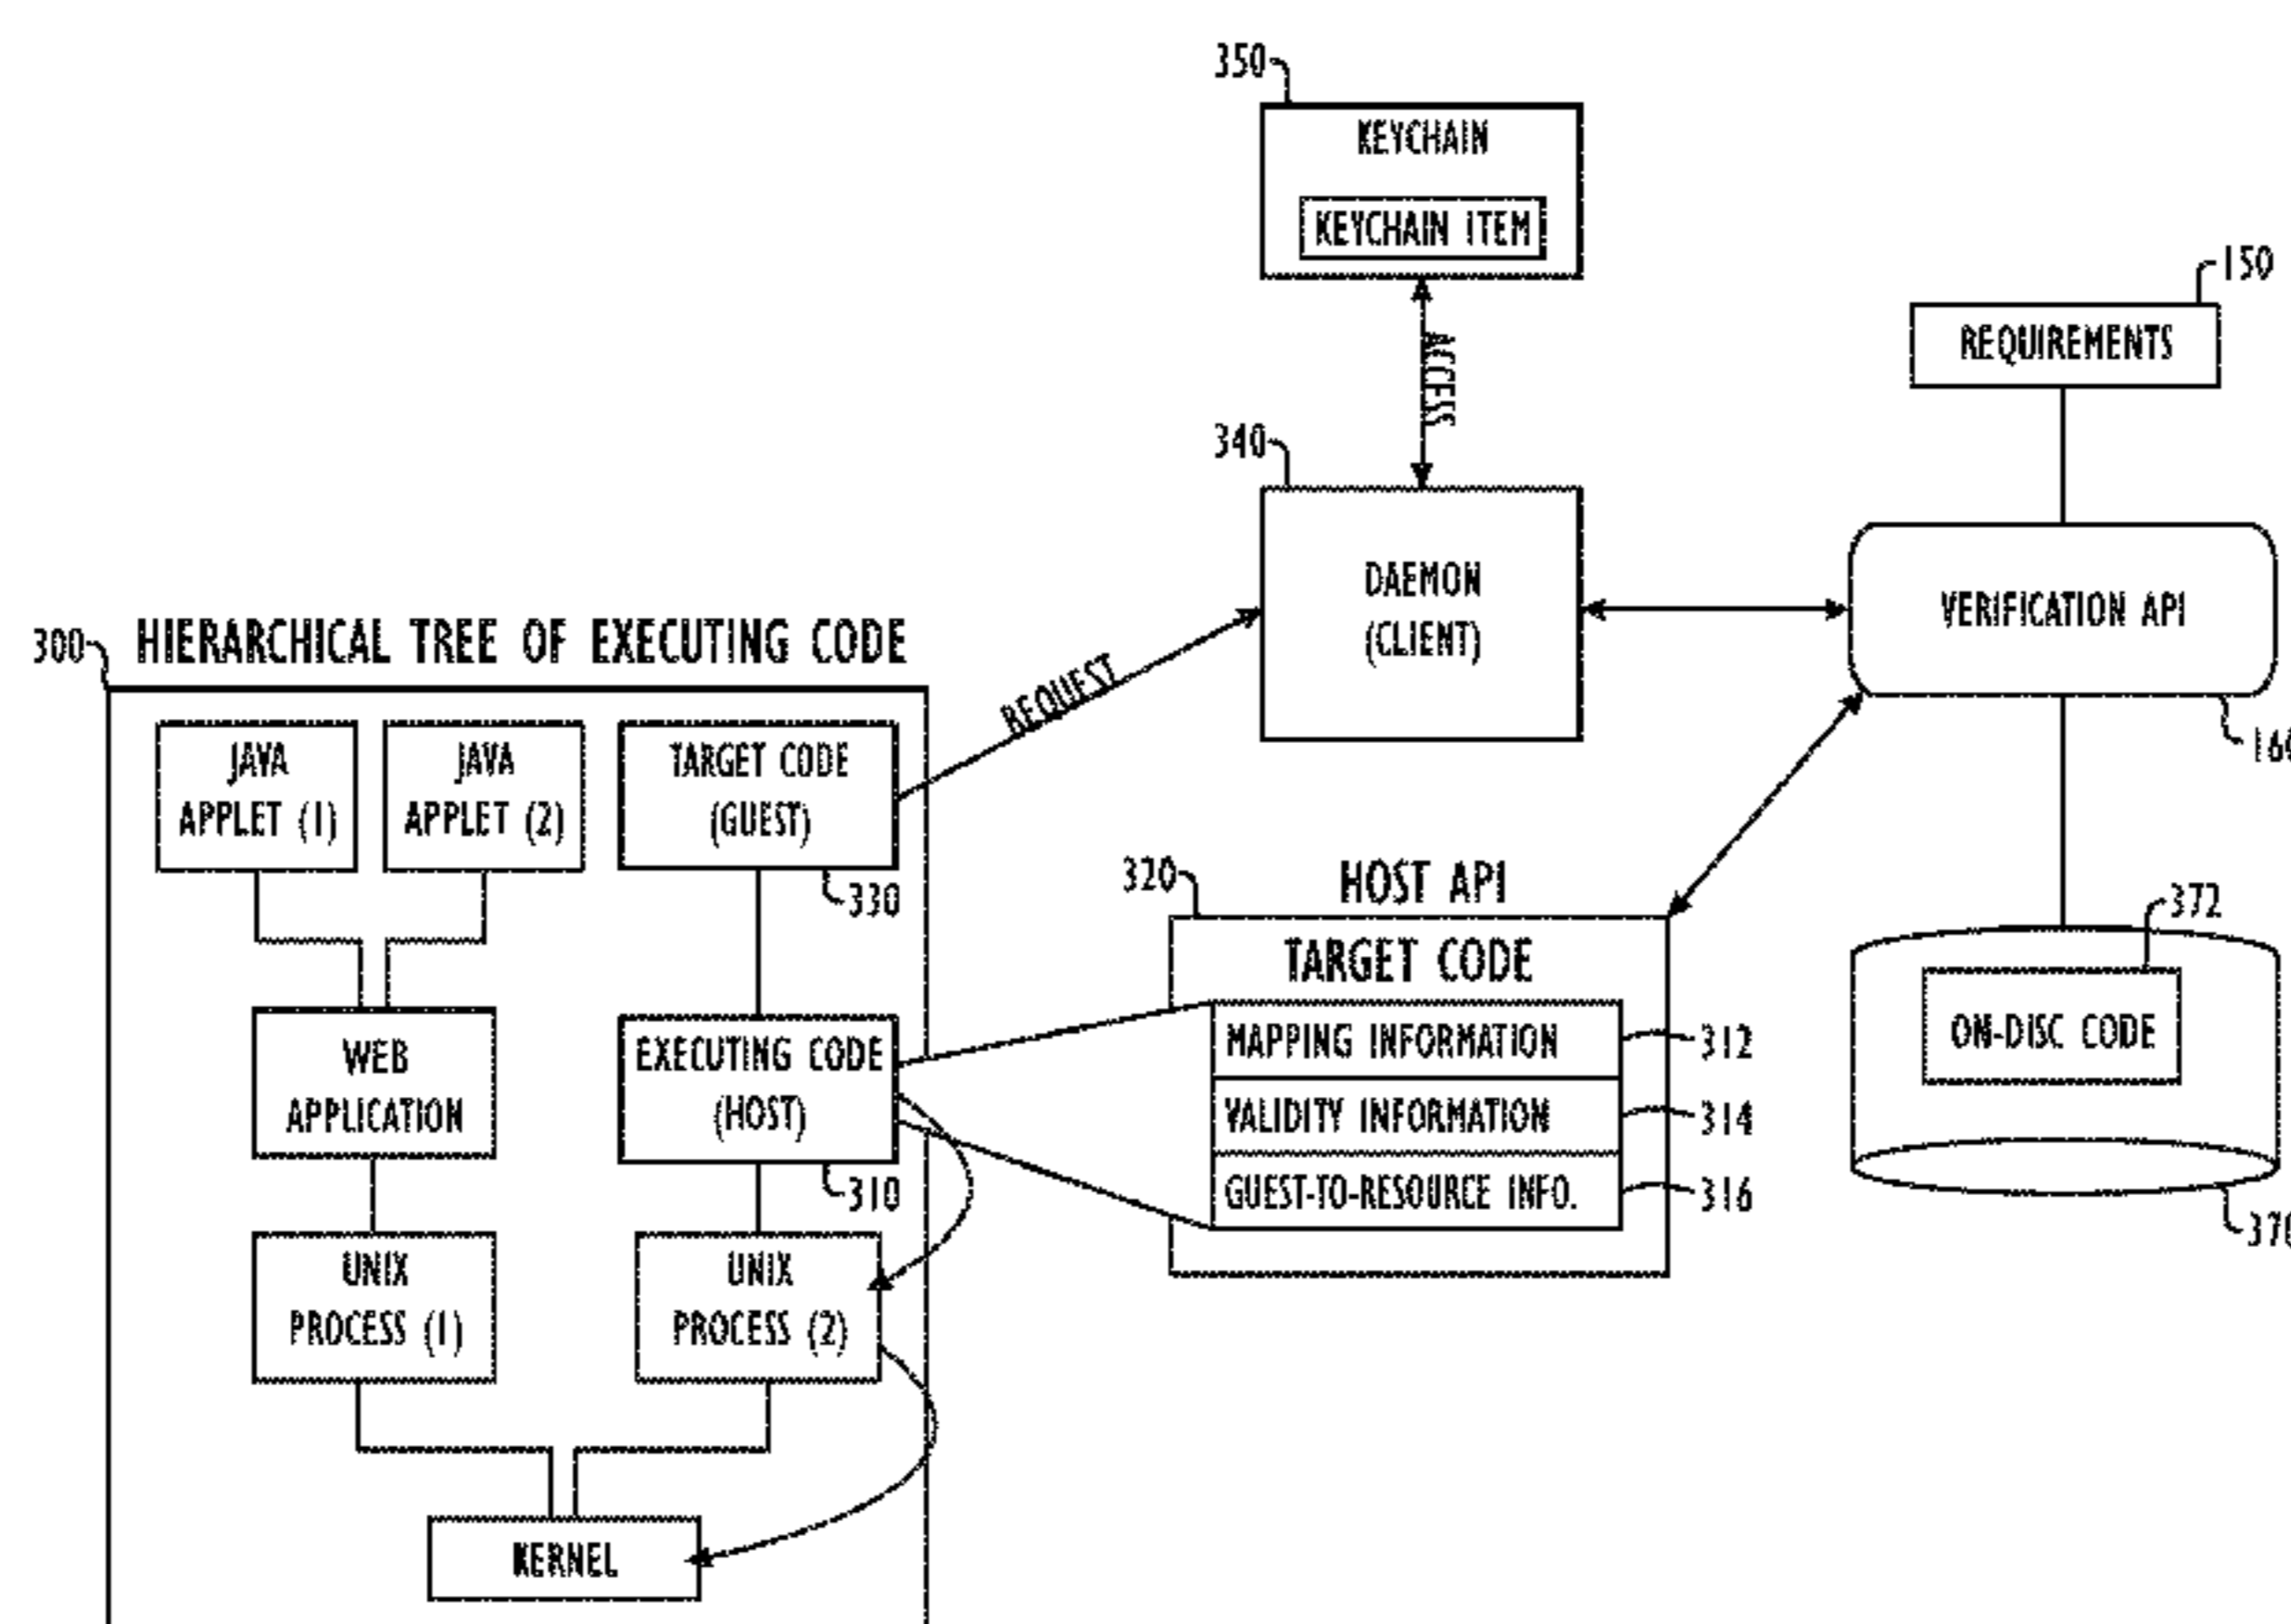 350
KEYCHAIN
KEYCHAIN ITEM
150
REQUIREMENTS
ACCESS
340
DAEMON
(CLIENT)
VERIFICATION API
300
HIERARCHICAL TREE OF EXECUTING CODE
REQUEST
JAVA
APPLET (1)
JAVA
APPLET (2)
TARGET CODE
(GUEST)
330
320
HOST API
TARGET CODE
MAPPING INFORMATION
312
VALIDITY INFORMATION
314
GUEST-TO-RESOURCE INFO.
316
372
ON-DISC CODE
WEB
APPLICATION
EXECUTING CODE
(HOST)
310
UNIX
PROCESS (1)
UNIX
PROCESS (2)
KERNEL